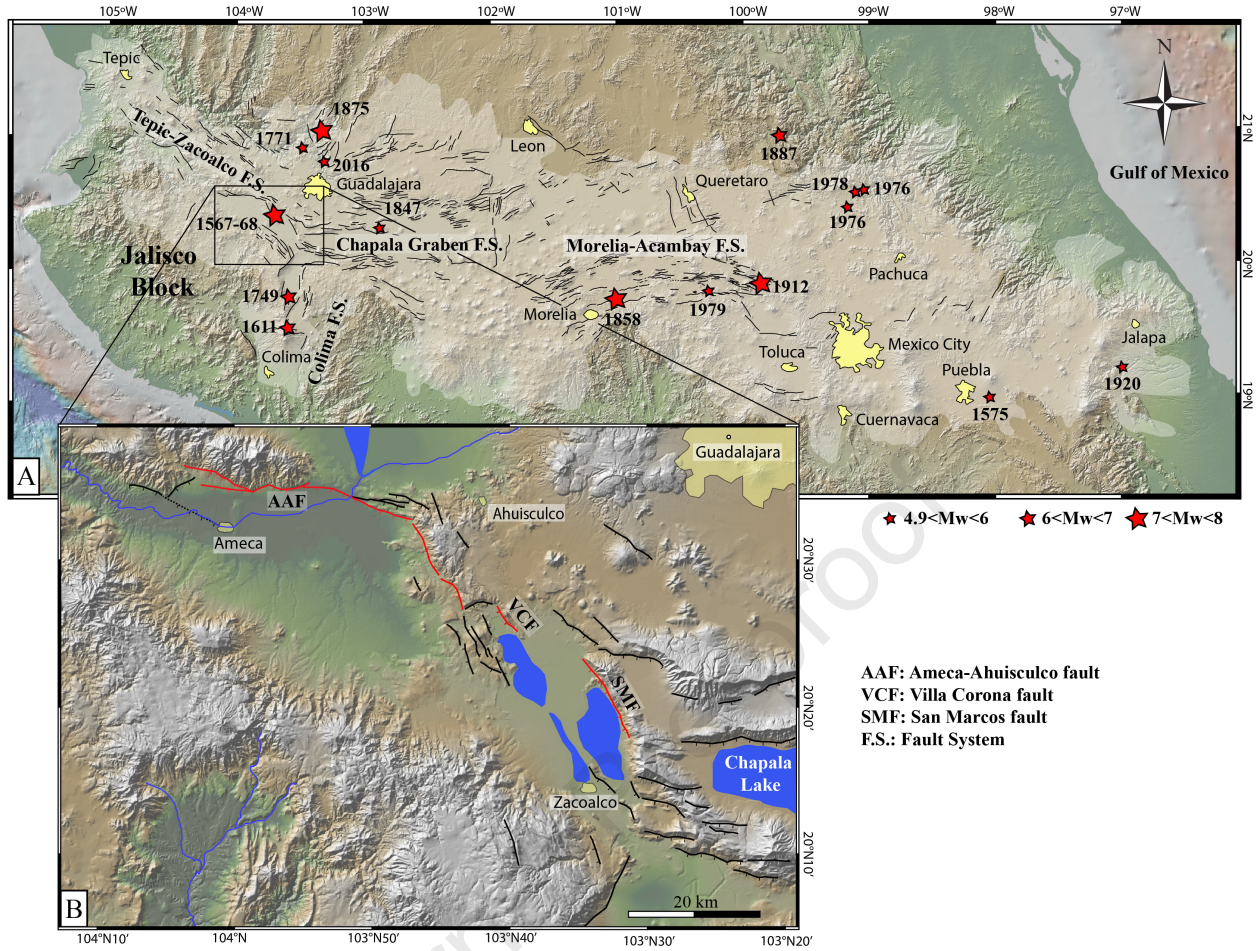 105°W
104°W
103°W
102°W
101°W
100°W
99°W
98°W
97°W
Tepic
N
1875
21°N
1771
Leon
1887
Tepic-Zacoalco F.S.
2016
Gulf of Mexico
Guadalajara
Queretaro
1978
1976
1976
1567-68
1847
Chapala Graben F.S.
Morelia-Acambay F.S.
Jalisco
Block
Pachuca
20°N
1749
1912
1979
Morelia
1858
1611
Colima F.S.
Colima
Toluca
Mexico City
Jalapa
Puebla
1920
19°N
1575
Cuernavaca
A
Guadalajara
AAF
Ahuisculco
Ameca
4.9<Mw<6
6<Mw<7
7<Mw<8
20°N30'
VCF
SMF
20°N20'
AAF: Ameca-Ahuisculco fault
VCF: Villa Corona fault
SMF: San Marcos fault
F.S.: Fault System
Chapala
Lake
Zacoalco
20°N10'
B
20 km
104°N10'
104°N
103°N50'
103°N40'
103°N30'
103°N20'